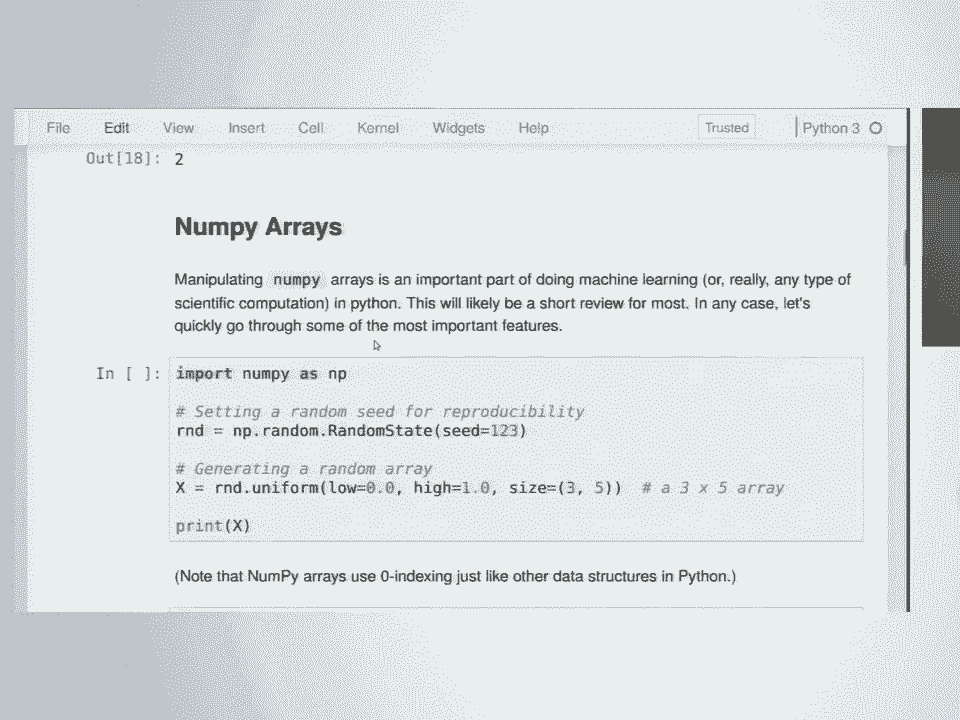 File Edit View Insert Cell Kernel Widgets Help Trusted Python 3
Out[18]: 2
Numpy Arrays
Manipulating numpy arrays is an important part of doing machine learning (or, really, any type of
scientific computation) in python. This will likely be a short review for most. In any case, let's
quickly go through some of the most important features.
In [ ]: import numpy as np
# Setting a random seed for reproducibility
rnd = np.random.RandomState(seed=123)
# Generating a random array
X = rnd.uniform(low=0.0, high=1.0, size=(3, 5))  # a 3 x 5 array
print(X)
(Note that NumPy arrays use 0-indexing just like other data structures in Python.)